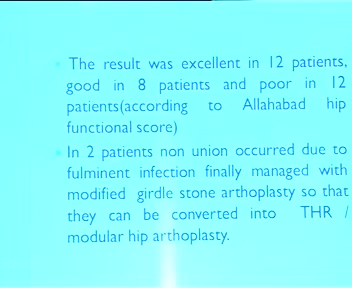 The result was excellent in 12 patients,
good in 8 patients and poor in 12
patients(according to Allahabad hip
functional score)
In 2 patients non union occurred due to
fulminent infection finally managed with
modified girdle stone arthoplasty so that
they can be converted into THR /
modular hip arthoplasty.